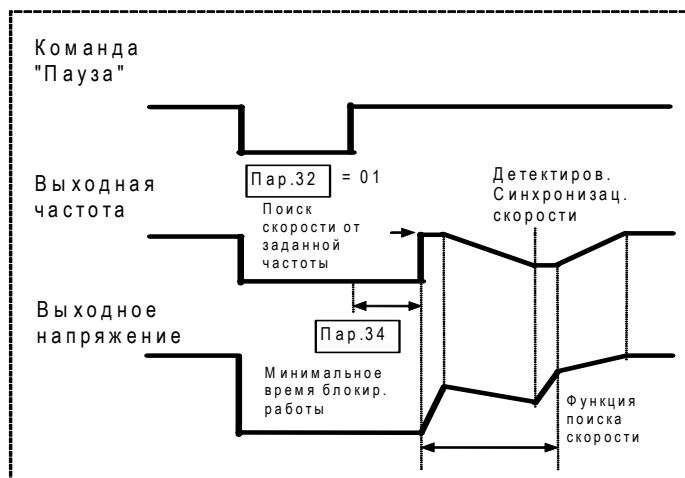 Команда
"Пауза"
Пар.32 = 01
Выходная
частота
Поиск
скорости от
заданной
частоты
Детектиров.
Синхронизац.
скорости
Выходное
напряжение
Пар.34
Минимальное
время блокир.
работы
Функция
поиска
скорости